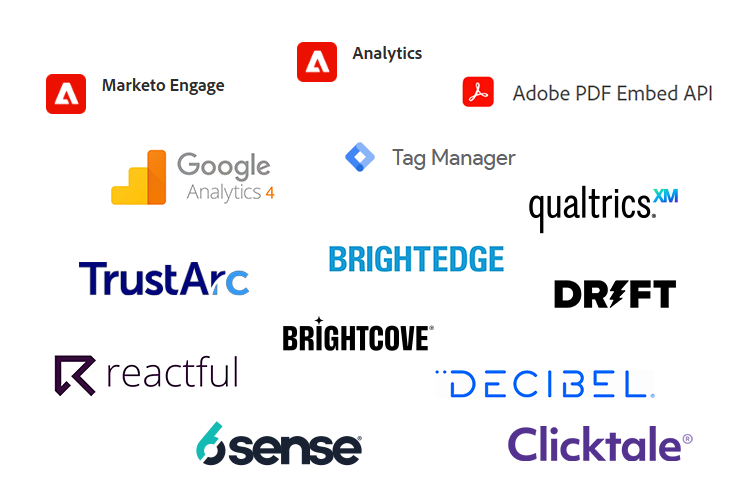 Analytics
Marketo Engage
Adobe PDF Embed API
Google
Analytics 4
Tag Manager
qualtrics.XM
BRIGHTEDGE
TrustArc
DRIFT
BRIGHTCOVE®
reactful
DECIBEL®
6sense®
Clicktale®